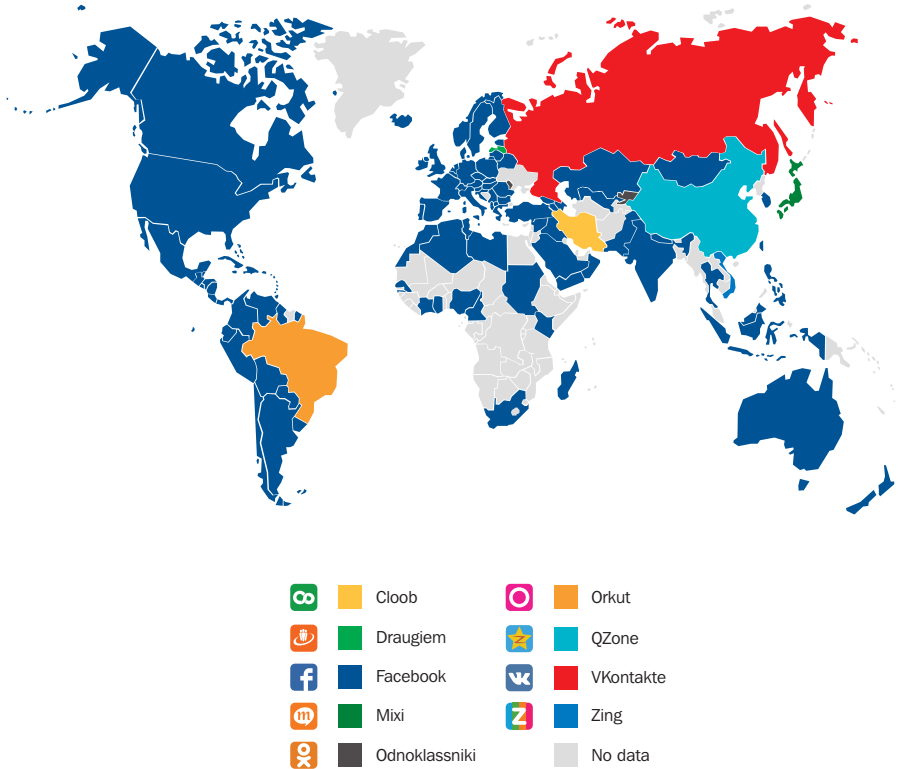 Cloob
Draugiem
Facebook
Mixi
Odnoklassniki
Orkut
QZone
VKontakte
Zing
No data